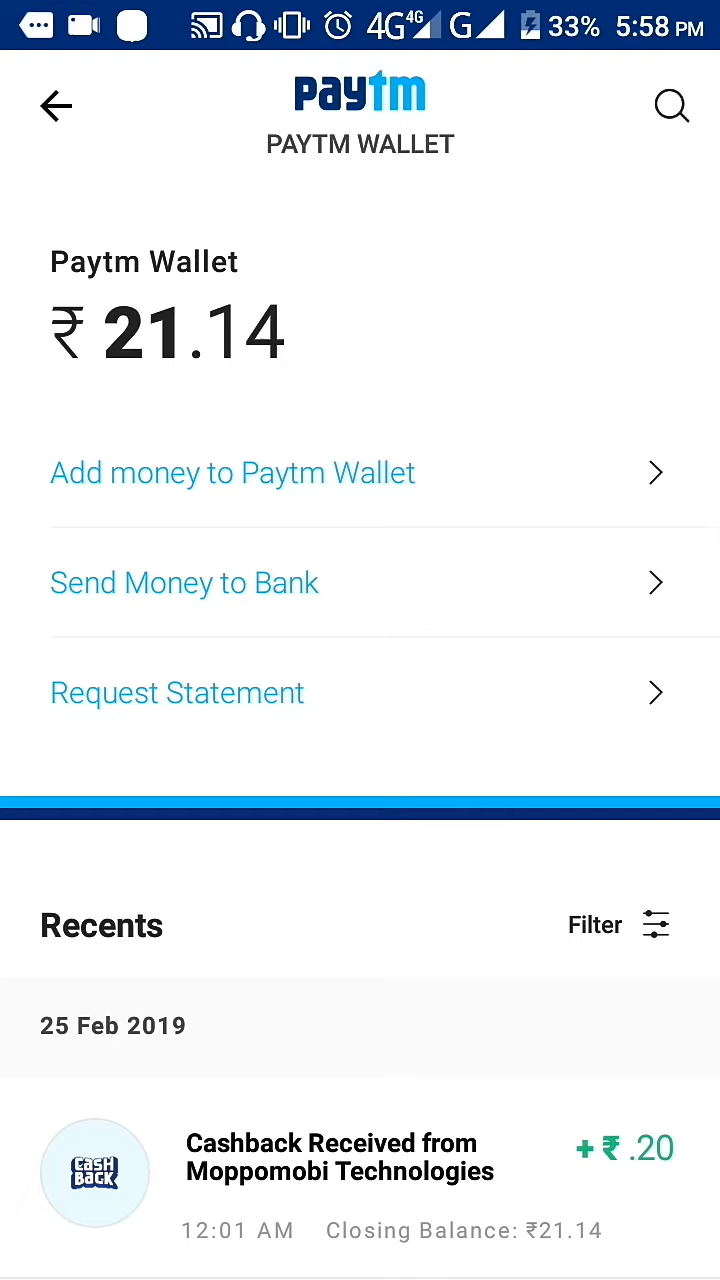 4G 4G G 33% 5:58 PM
paytm
PAYTM WALLET
Paytm Wallet
₹ 21.14
Add money to Paytm Wallet
Send Money to Bank
Request Statement
Recents
Filter
25 Feb 2019
CASH
BACK
Cashback Received from
Moppomobi Technologies
+ ₹ .20
12:01 AM Closing Balance: ₹21.14